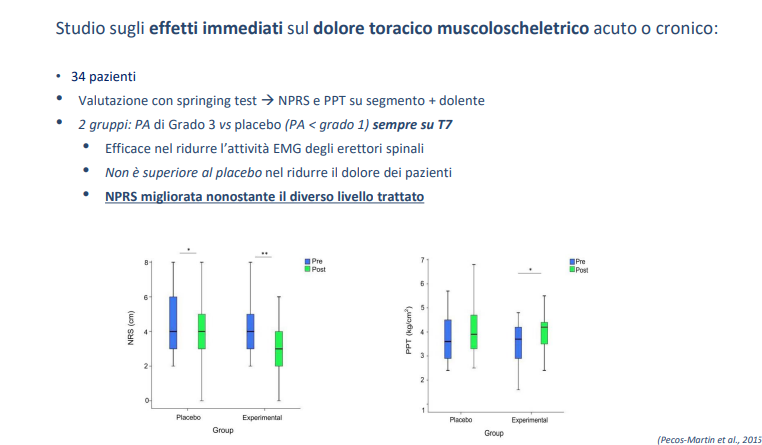 Studio sugli effetti immediati sul dolore toracico muscoloscheletrico acuto o cronico:
• 34 pazienti
• Valutazione con springing test → NPRS e PPT su segmento + dolente
• 2 gruppi: PA di Grado 3 vs placebo (PA < grado 1) sempre su T7
• Efficace nel ridurre l'attività EMG degli erettori spinali
• Non è superiore al placebo nel ridurre il dolore dei pazienti
• NPRS migliorata nonostante il diverso livello trattato
* **
Pre
Post
8
6
4
2
0
NRS (cm)
Placebo Experimental
Group
*
Pre
Post
7
6
5
4
3
2
1
PPT (kg/cm²)
Placebo Experimental
Group
(Pecos-Martin et al., 201